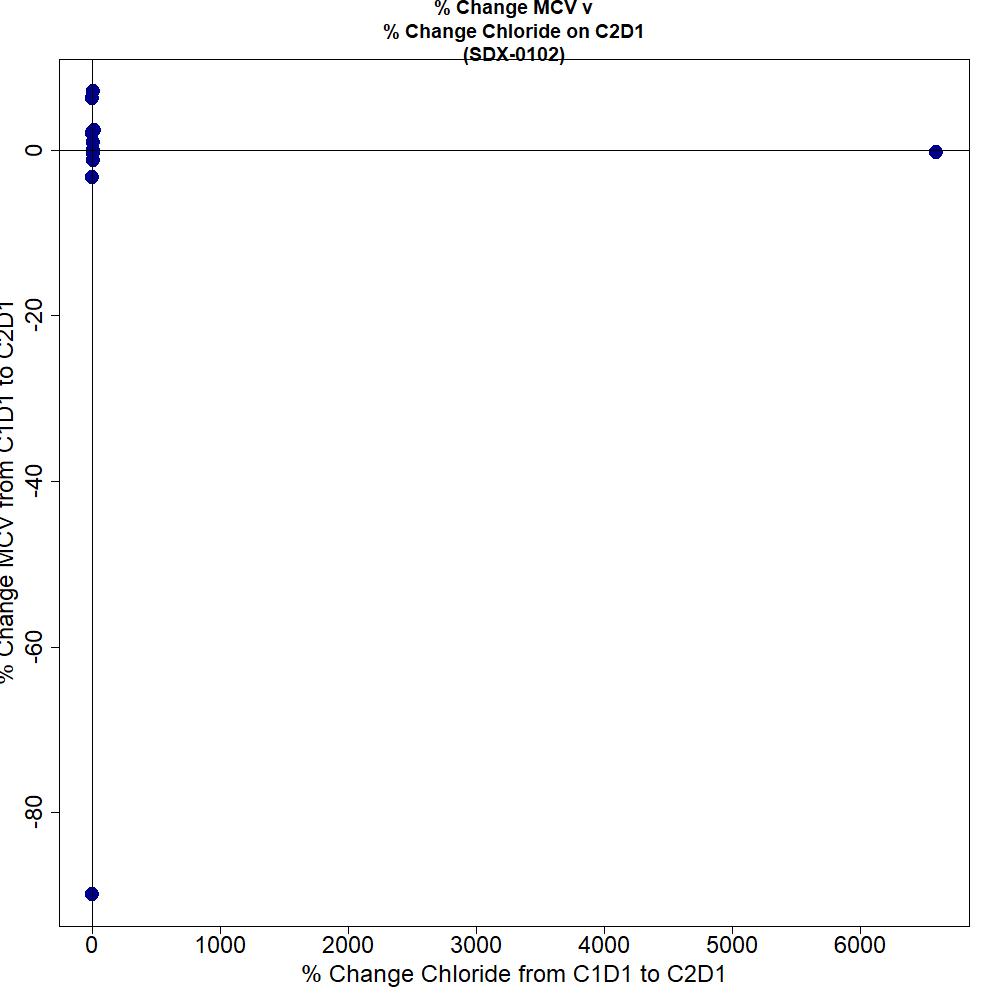 % Change MCV v
% Change Chloride on C2D1
(SDX-0102)
0
-20
-40
-60
-80
% Change MCV from C1D1 to C2D1
0
1000
2000
3000
4000
5000
6000
% Change Chloride from C1D1 to C2D1